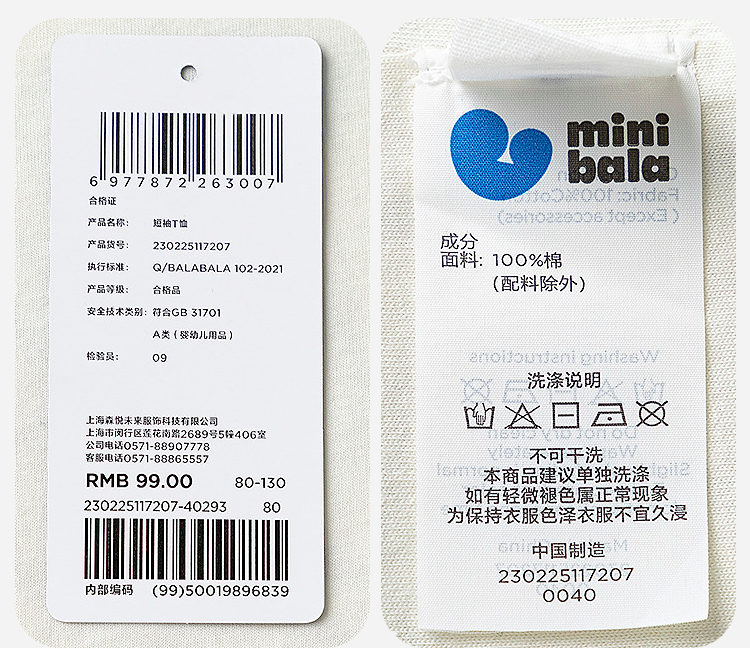 6 977872 263007
合格证
产品名称: 短袖T恤
产品货号: 230225117207
执行标准: Q/BALABALA 102-2021
产品等级: 合格品
安全技术类别: 符合GB 31701
A类 (婴幼儿用品)
检验员: 09
上海森悦未来服饰科技有限公司
上海市闵行区莲花南路2689号5幢406室
公司电话0571-88907778
客服电话0571-88865557
RMB 99.00 80-130
230225117207-40293 80
内部编码 (99)50019896839
mini
bala
Fabric: 100%Cotton
(Except accessories)
成分
面料: 100%棉
(配料除外)
Washing instructions
洗涤说明
Do not dry clean
不可干洗
本商品建议单独洗涤
如有轻微褪色属正常现象
为保持衣服色泽衣服不宜久浸
中国制造
230225117207
0040